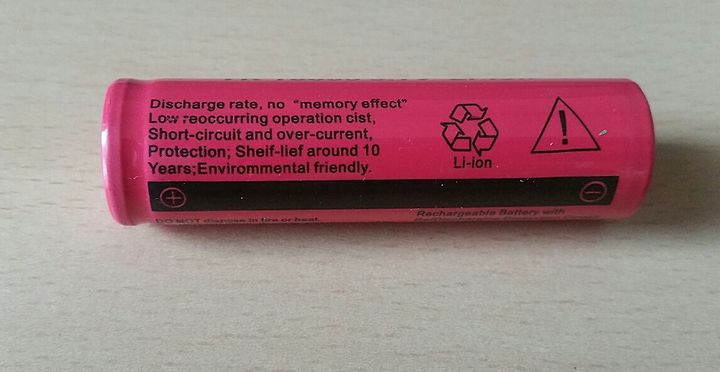 Discharge rate, no "memory effect"
Low reoccurring operation cist,
Short-circuit and over-current,
Protection; Sheif-lief around 10
Years;Envirommental friendly.
Li-ion
DO NOT dispose in fire or heat.
Rechargeable Battery with